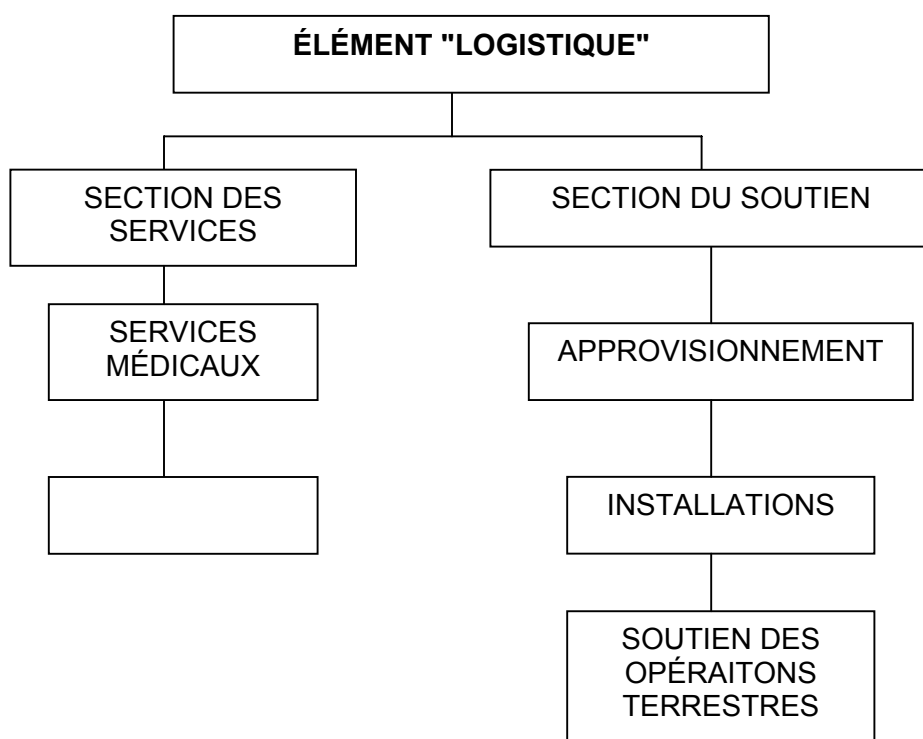 ÉLÉMENT "LOGISTIQUE"
SECTION DES
SERVICES
SECTION DU SOUTIEN
SERVICES
MÉDICAUX
APPROVISIONNEMENT
INSTALLATIONS
SOUTIEN DES
OPÉRAITONS
TERRESTRES